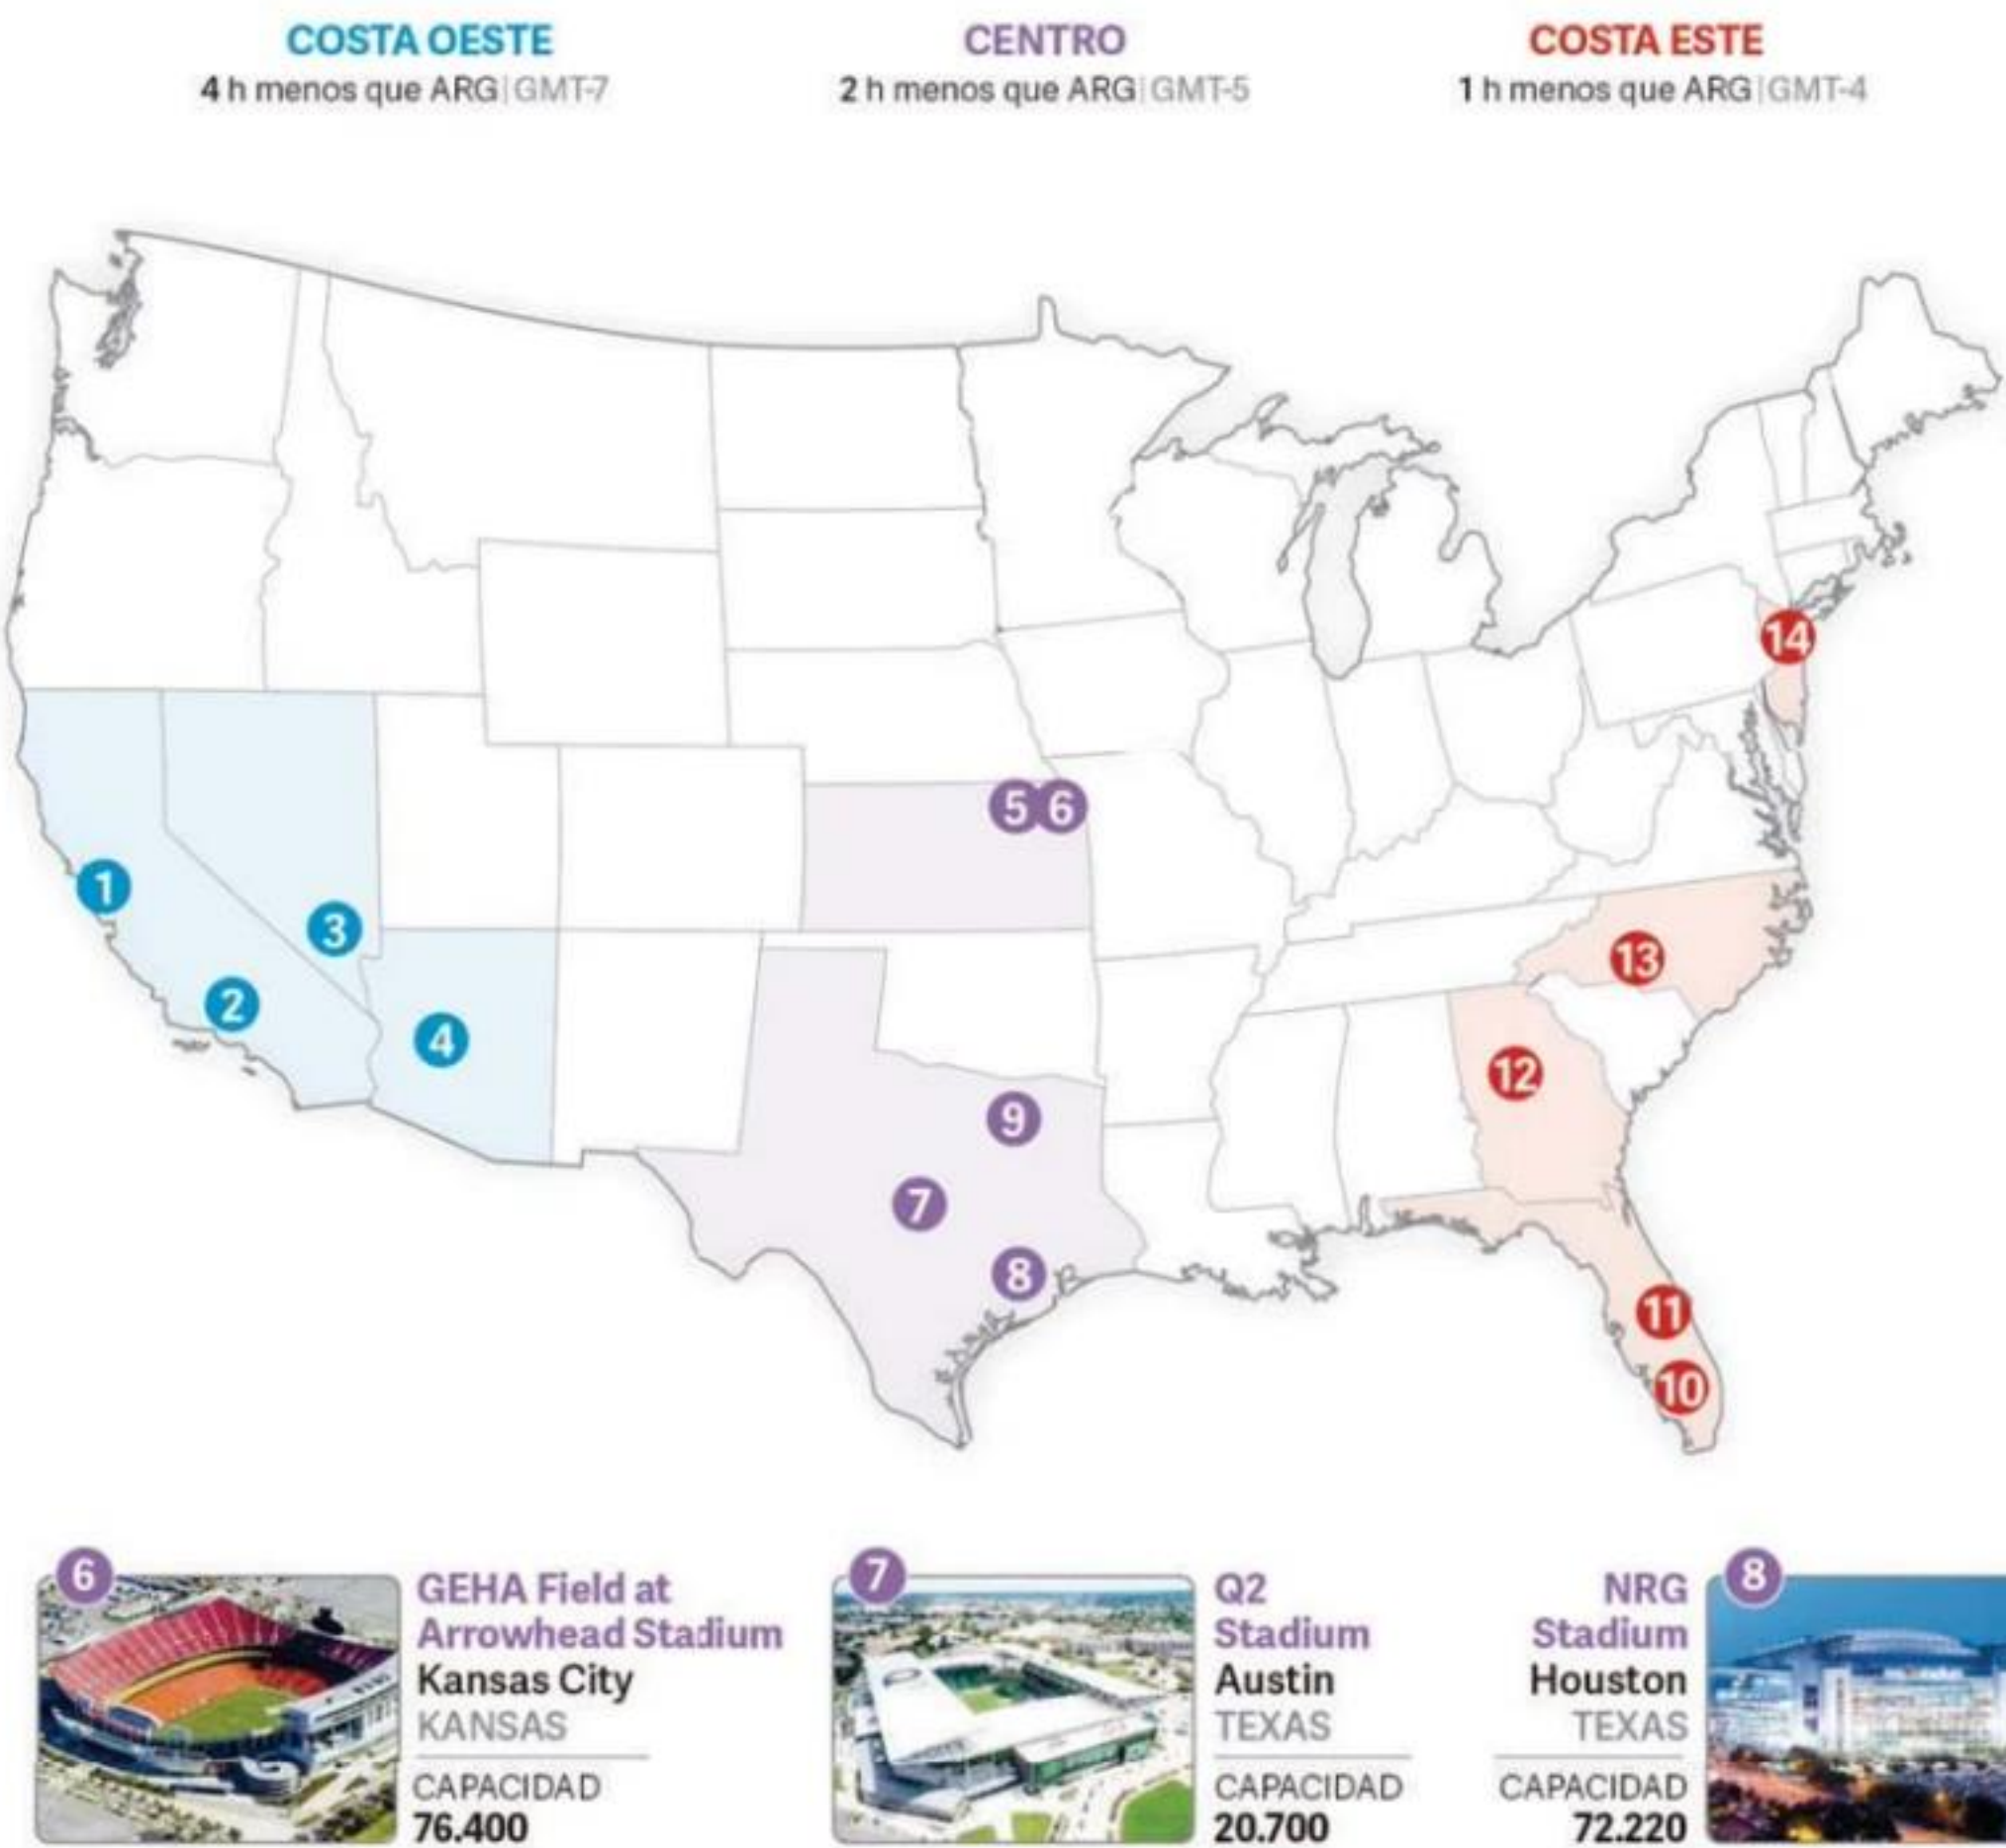 COSTA OESTE
4 h menos que ARG|GMT-7
CENTRO
2 h menos que ARG|GMT-5
COSTA ESTE
1 h menos que ARG|GMT-4
14
5 6
1
3
13
2
4
12
9
7
8
11
10
6
GEHA Field at
Arrowhead Stadium
Kansas City
KANSAS
CAPACIDAD
76.400
7
Q2
Stadium
Austin
TEXAS
CAPACIDAD
20.700
8
NRG
Stadium
Houston
TEXAS
CAPACIDAD
72.220